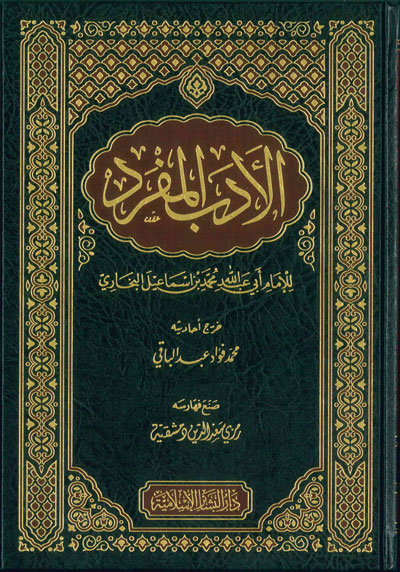 الأدب المفرد
للإمام أبي عبد الله محمد بن إسماعيل البخاري
خرج أحاديثه
محمد فؤاد عبد الباقي
صنع فهارسه
رمزي سعد الدين دمشقية
دار البشائر الإسلامية